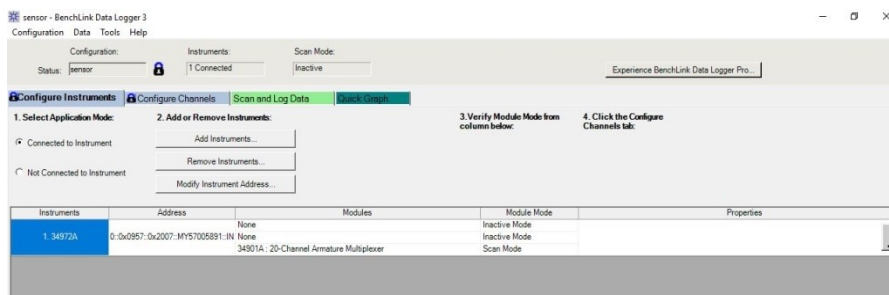 sensor - BenchLink Data Logger 3
Configuration Data Tools Help
Configuration: Instruments: Scan Mode:
Status: sensor 1 Connected Inactive Experience BenchLink Data Logger Pro...
Configure Instruments Configure Channels Scan and Log Data Quick Graph
1. Select Application Mode: 2. Add or Remove Instruments: 3. Verify Module Mode from column below: 4. Click the Configure Channels tab:
Connected to Instrument Add Instruments...
Remove Instruments...
Not Connected to Instrument
Modify Instrument Address...
Instruments Address Modules Module Mode Properties
None Inactive Mode
1. 34972A 0::0x0957::0x2007::MY57005891::IN None Inactive Mode
34901A : 20-Channel Armature Multiplexer Scan Mode